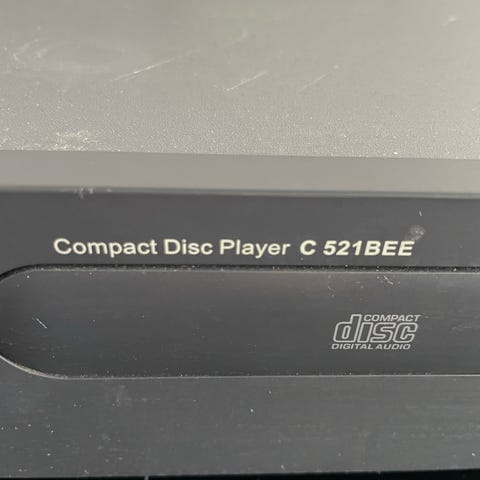 Compact Disc Player C 521BEE
COMPACT
disc
DIGITAL AUDIO